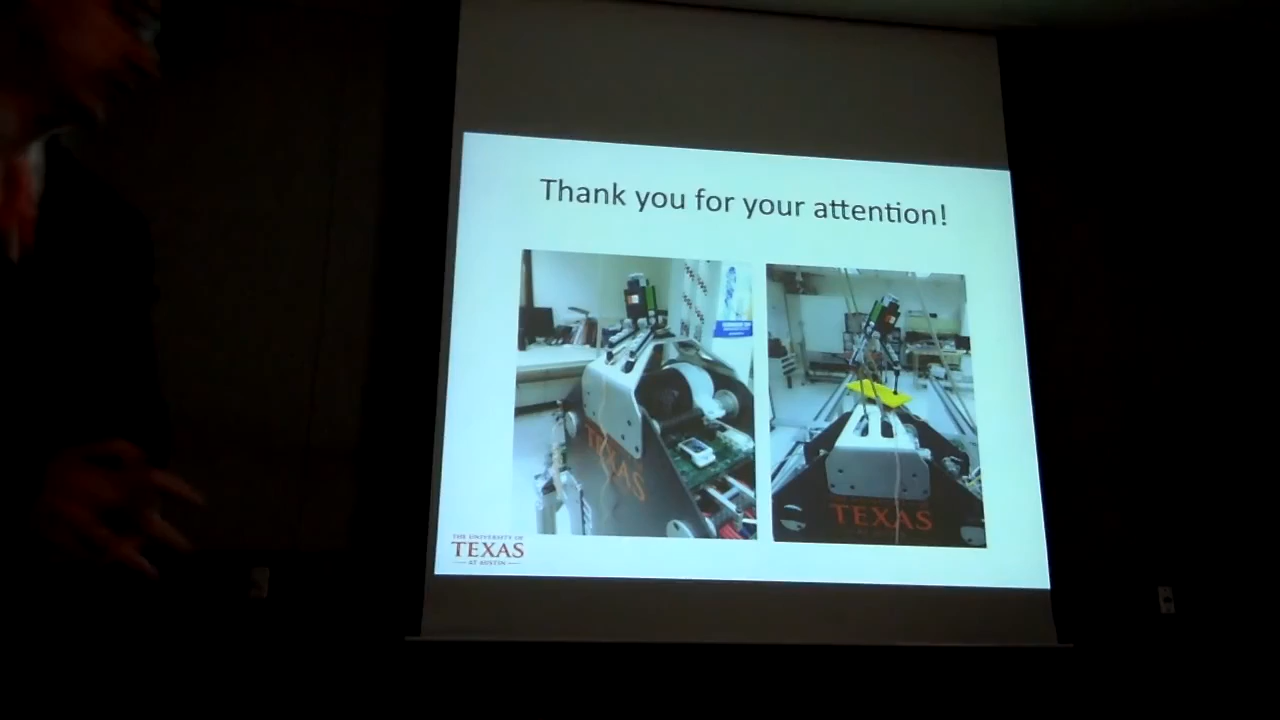 Thank you for your attention!
TEXAS
TEXAS
THE UNIVERSITY OF
TEXAS
AT AUSTIN